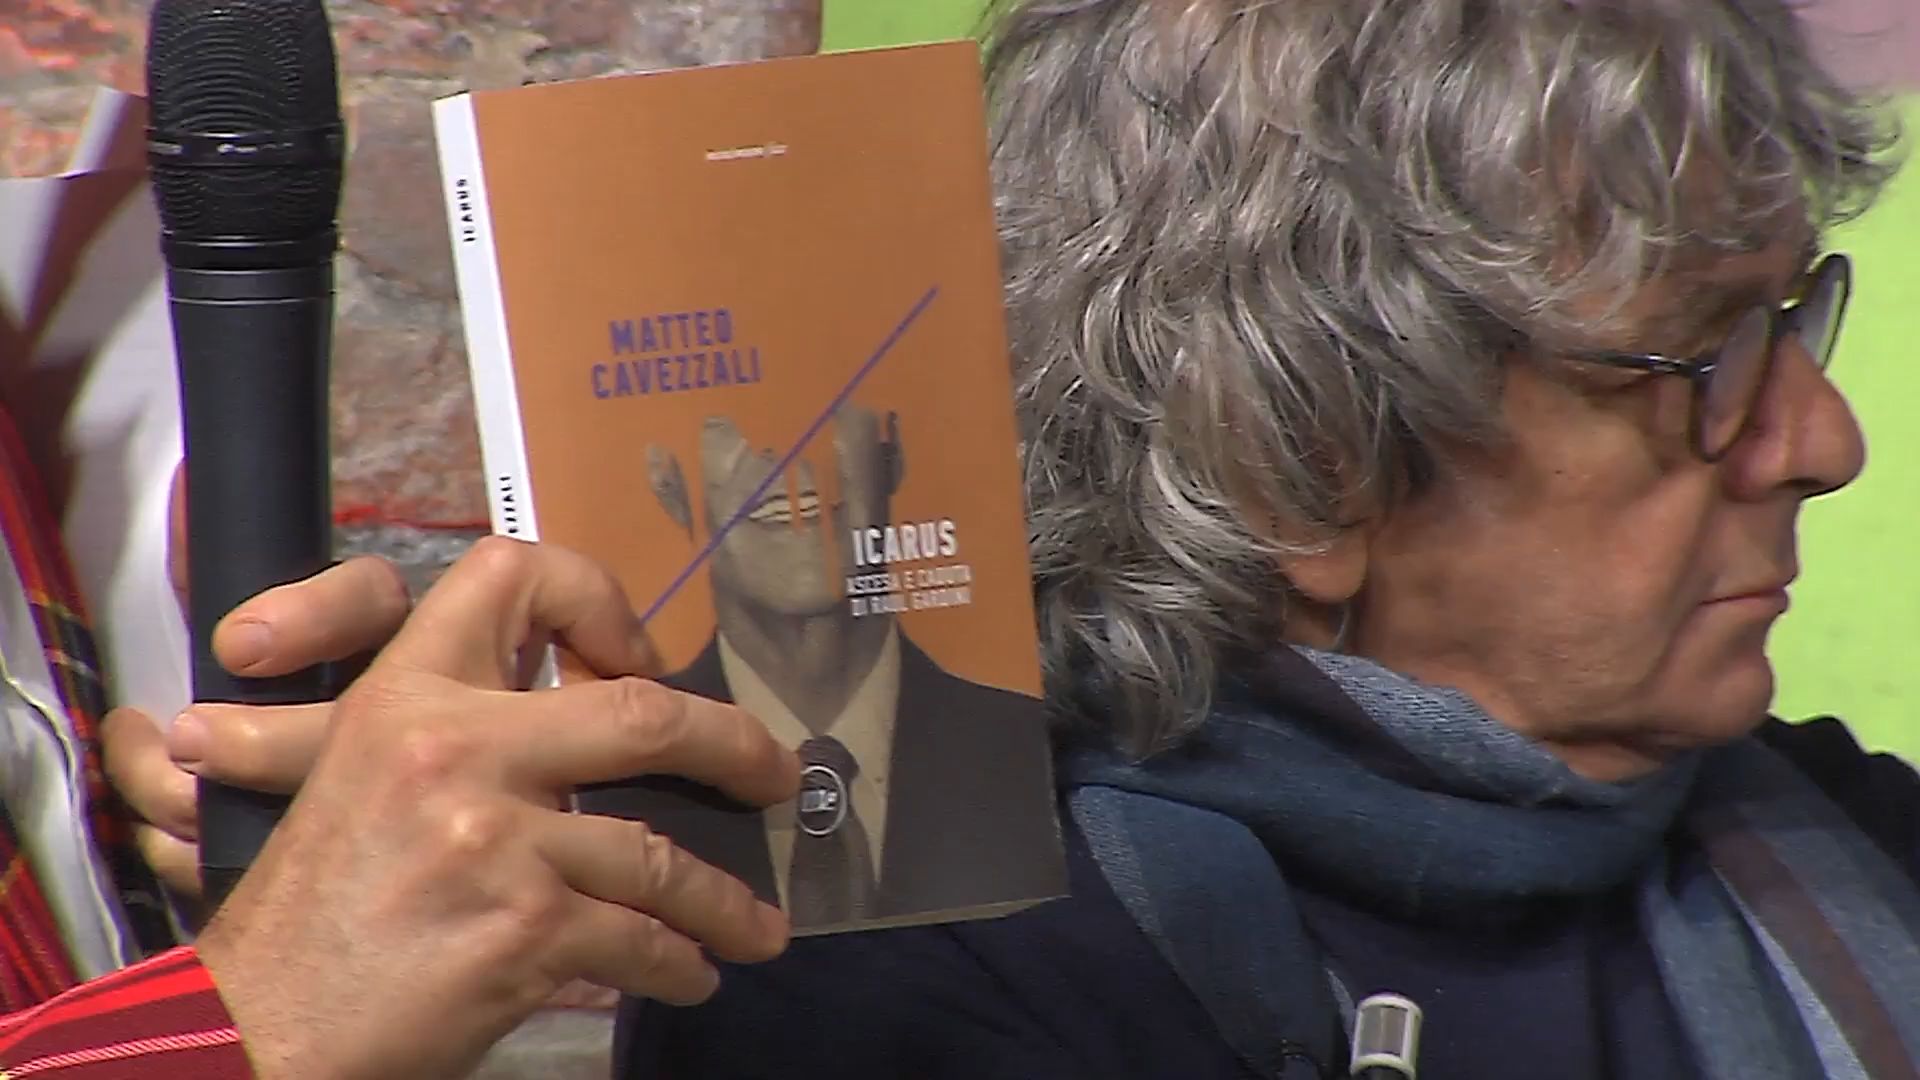 MATTEO
CAVEZZALI
ICARUS
ASCESA E CADUTA
DI RAUL GARDINI
ICARUS